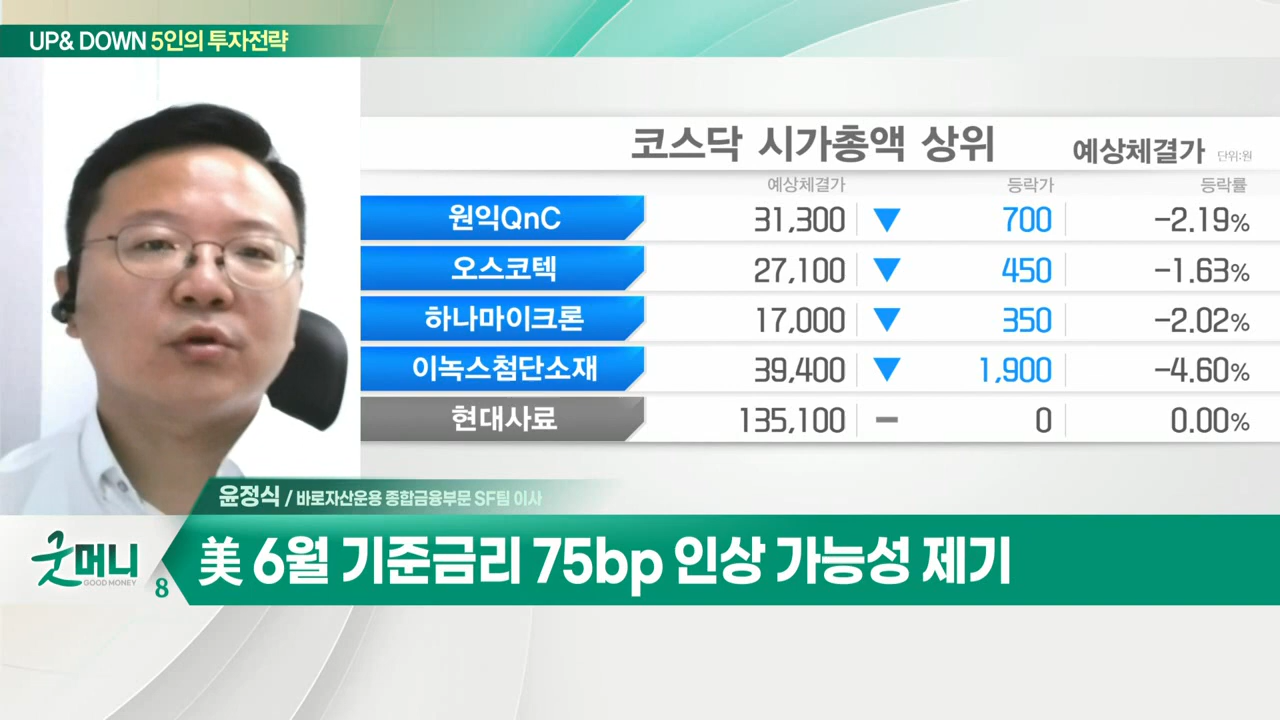 UP& DOWN 5인의 투자전략
코스닥 시가총액 상위 예상체결가 단위:원
예상체결가 등락가 등락률
원익QnC 31,300 ▼ 700 -2.19%
오스코텍 27,100 ▼ 450 -1.63%
하나마이크론 17,000 ▼ 350 -2.02%
이녹스첨단소재 39,400 ▼ 1,900 -4.60%
현대사료 135,100 - 0 0.00%
윤정식 / 바로자산운용 종합금융부문 SF팀 이사
굿머니
GOOD MONEY
8
美 6월 기준금리 75bp 인상 가능성 제기